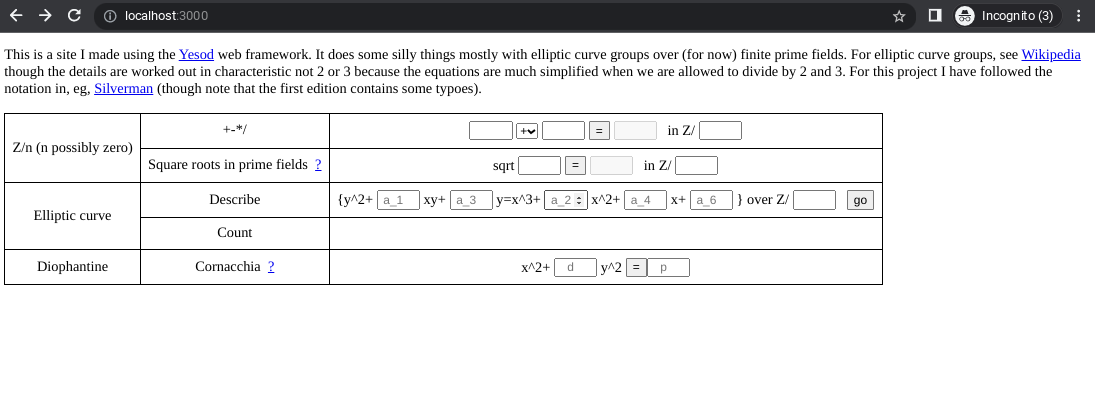 localhost:3000
Incognito (3)
This is a site I made using the Yesod web framework. It does some silly things mostly with elliptic curve groups over (for now) finite prime fields. For elliptic curve groups, see Wikipedia
though the details are worked out in characteristic not 2 or 3 because the equations are much simplified when we are allowed to divide by 2 and 3. For this project I have followed the
notation in, eg, Silverman (though note that the first edition contains some typoes).
Z/n (n possibly zero)
+-*/
+ = in Z/
Square roots in prime fields ?
sqrt = in Z/
Elliptic curve
Describe
{y^2+ a_1 xy+ a_3 y=x^3+ a_2 x^2+ a_4 x+ a_6 } over Z/ go
Count
Diophantine
Cornacchia ?
x^2+ d y^2 = p